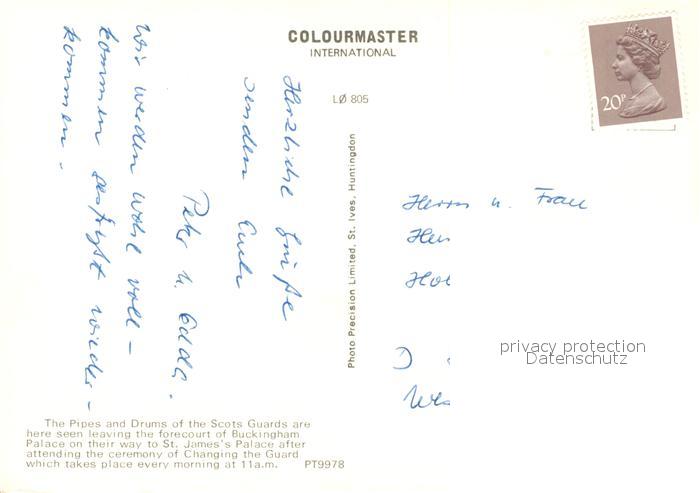 COLOURMASTER
INTERNATIONAL
LØ 805
20P
Herzliche Grüße
senden Euch
Peter u.
Wir werden wohl voll-
kommen wieder-
kommen.
Photo Precision Limited, St. Ives, Huntingdon
Herrn u. Frau
Hei
Hol
D
privacy protection
Datenschutz
The Pipes and Drums of the Scots Guards are
here seen leaving the forecourt of Buckingham
Palace on their way to St. James's Palace after
attending the ceremony of Changing the Guard
which takes place every morning at 11a.m. PT9978